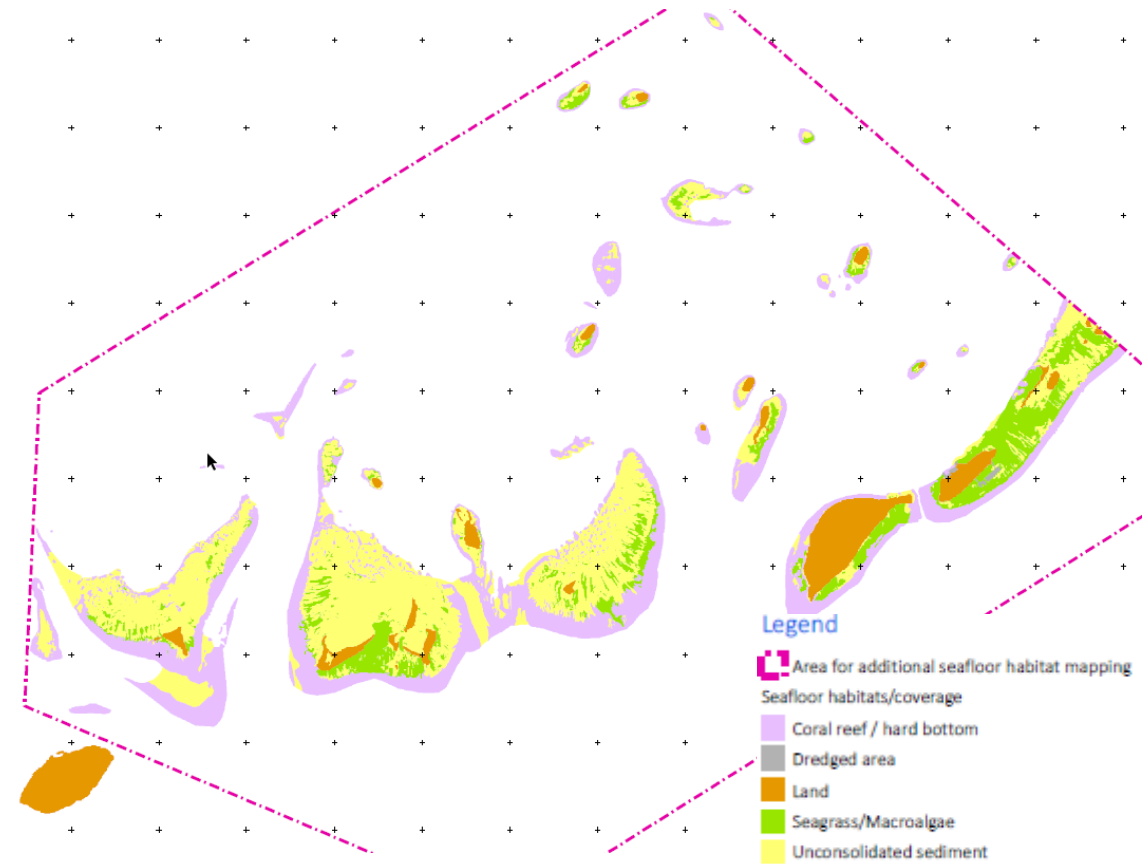 Legend
Area for additional seafloor habitat mapping
Seafloor habitats/coverage
Coral reef / hard bottom
Dredged area
Land
Seagrass/Macroalgae
Unconsolidated sediment